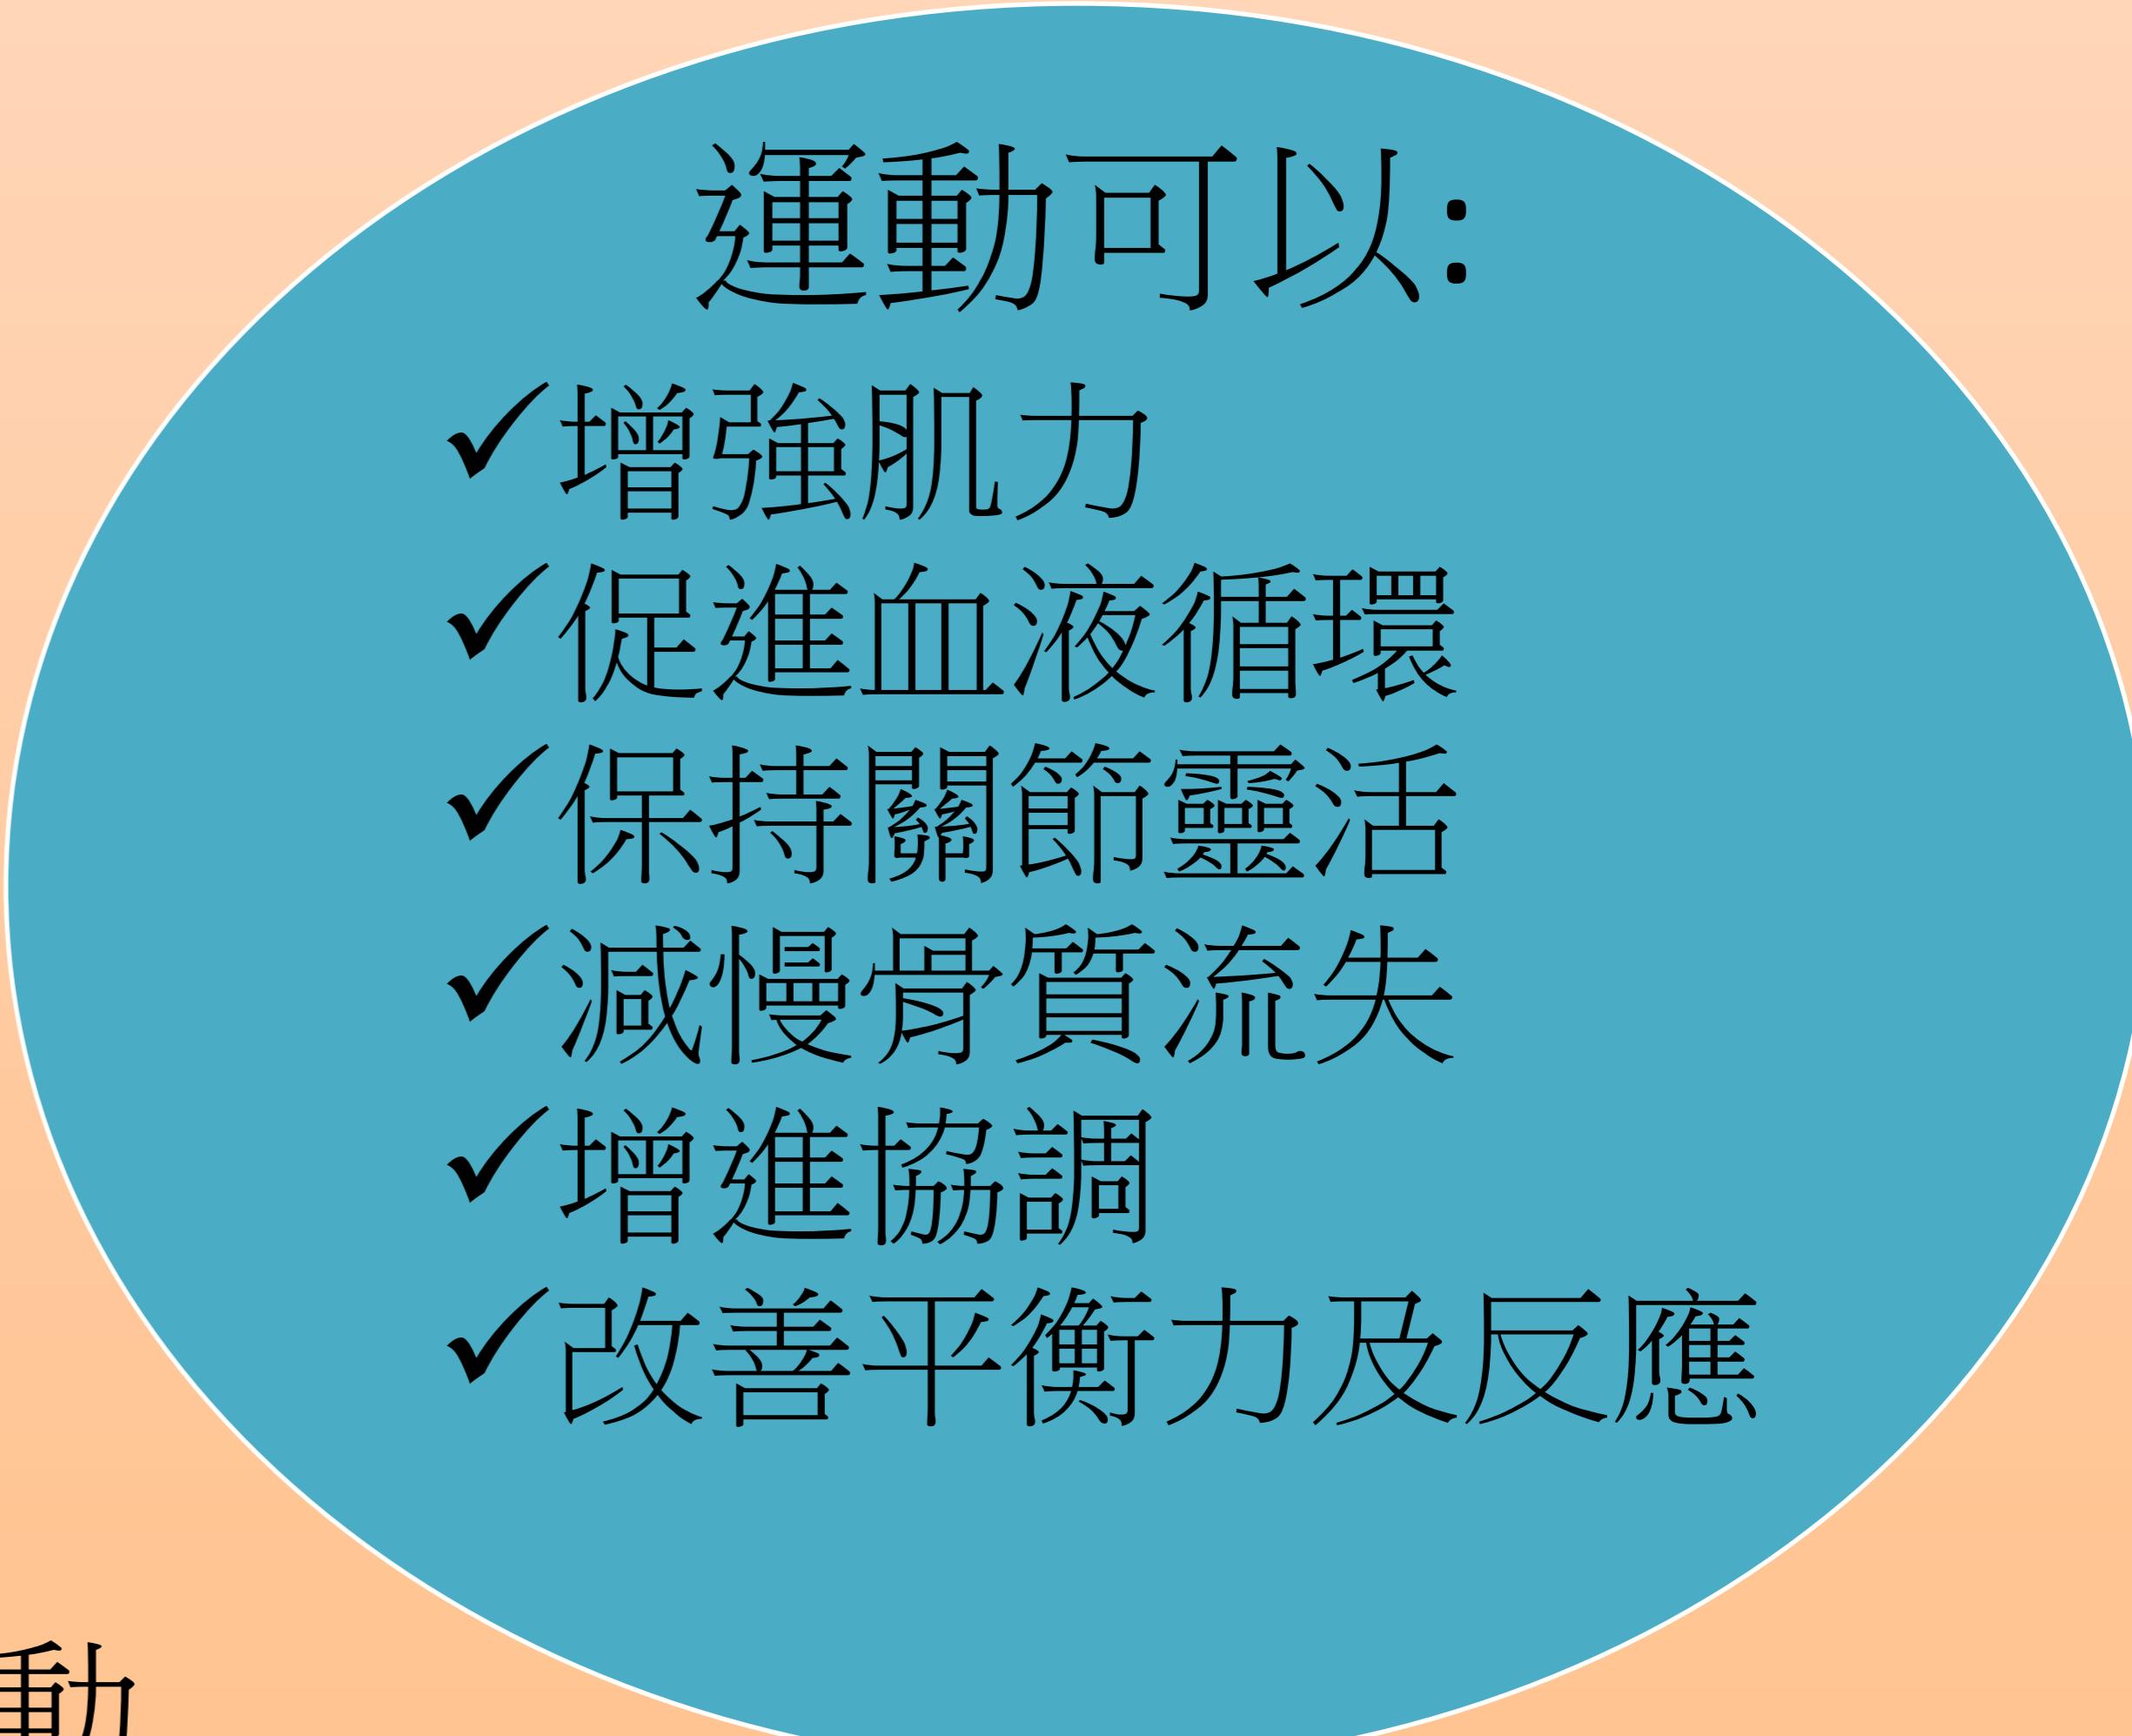 運動可以:
✓增強肌力
✓促進血液循環
✓保持關節靈活
✓減慢骨質流失
✓增進協調
✓改善平衡力及反應
動